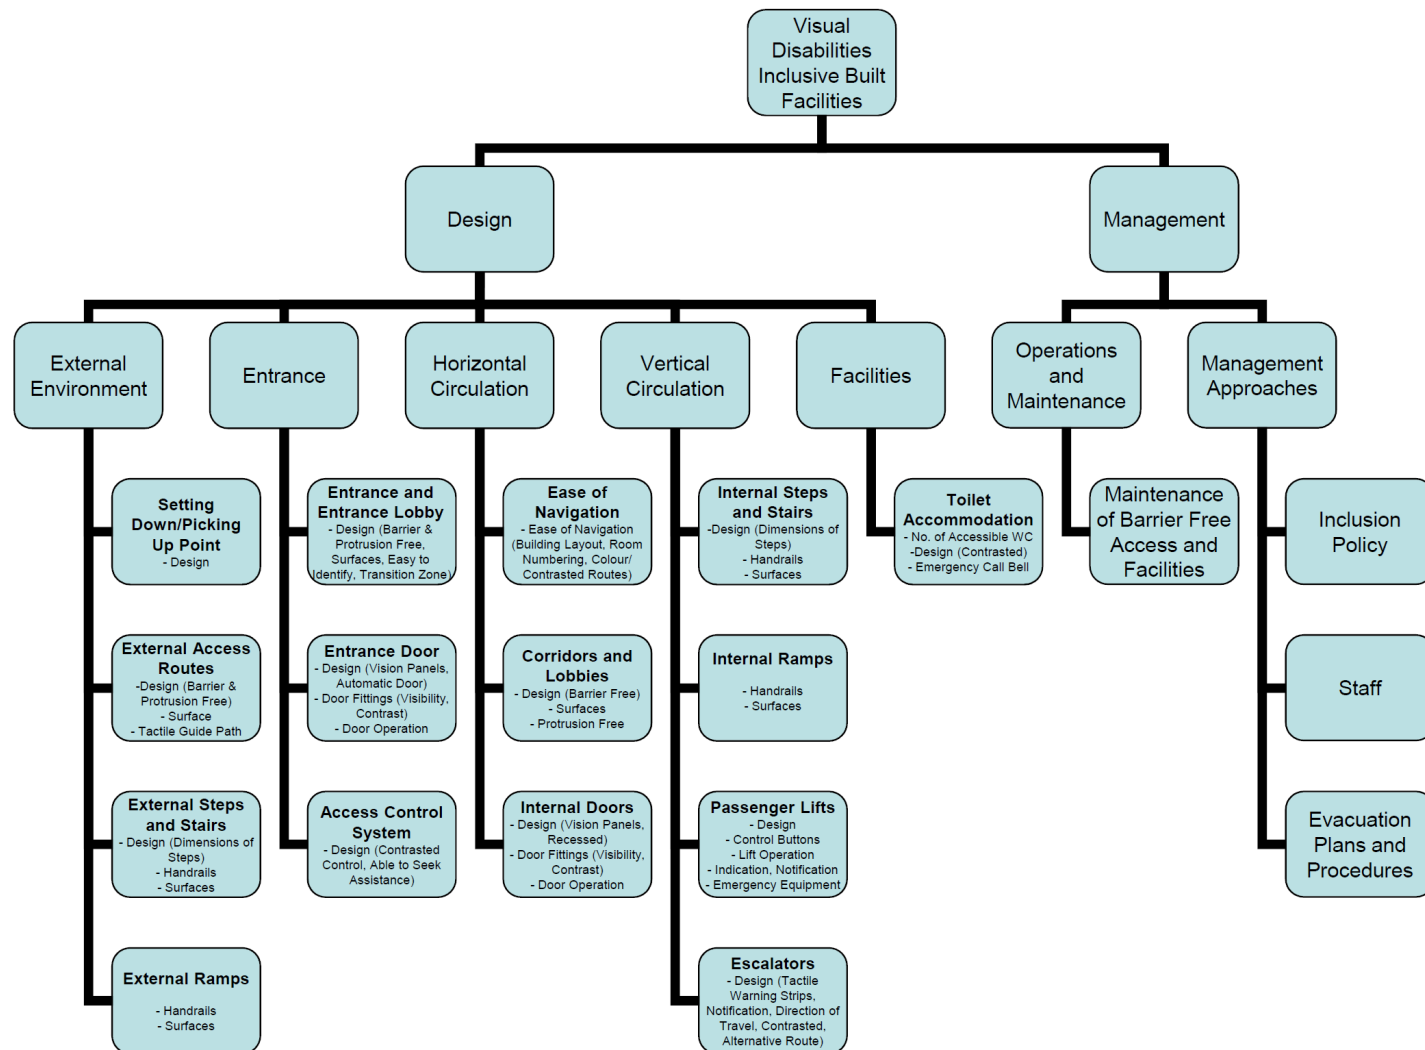 Visual
Disabilities
Inclusive Built
Facilities
Design
Management
External
Environment
Entrance
Horizontal
Circulation
Vertical
Circulation
Facilities
Operations
and
Maintenance
Management
Approaches
Setting
Down/Picking
Up Point
- Design
External Access
Routes
-Design (Barrier &
Protrusion Free)
- Surface
- Tactile Guide Path
External Steps
and Stairs
- Design (Dimensions of
Steps)
- Handrails
- Surfaces
External Ramps
- Handrails
- Surfaces
Entrance and
Entrance Lobby
- Design (Barrier &
Protrusion Free,
Surfaces, Easy to
Identify, Transition Zone)
Entrance Door
- Design (Vision Panels,
Automatic Door)
- Door Fittings (Visibility,
Contrast)
- Door Operation
Access Control
System
- Design (Contrasted
Control, Able to Seek
Assistance)
Ease of
Navigation
- Ease of Navigation
(Building Layout, Room
Numbering, Colour/
Contrasted Routes)
Corridors and
Lobbies
- Design (Barrier Free)
- Surfaces
- Protrusion Free
Internal Doors
- Design (Vision Panels,
Recessed)
- Door Fittings (Visibility,
Contrast)
- Door Operation
Internal Steps
and Stairs
-Design (Dimensions of
Steps)
- Handrails
- Surfaces
Internal Ramps
- Handrails
- Surfaces
Passenger Lifts
- Design
- Control Buttons
- Lift Operation
- Indication, Notification
- Emergency Equipment
Escalators
- Design (Tactile
Warning Strips,
Notification, Direction of
Travel, Contrasted,
Alternative Route)
Toilet
Accommodation
- No. of Accessible WC
-Design (Contrasted)
- Emergency Call Bell
Maintenance
of Barrier Free
Access and
Facilities
Inclusion
Policy
Staff
Evacuation
Plans and
Procedures